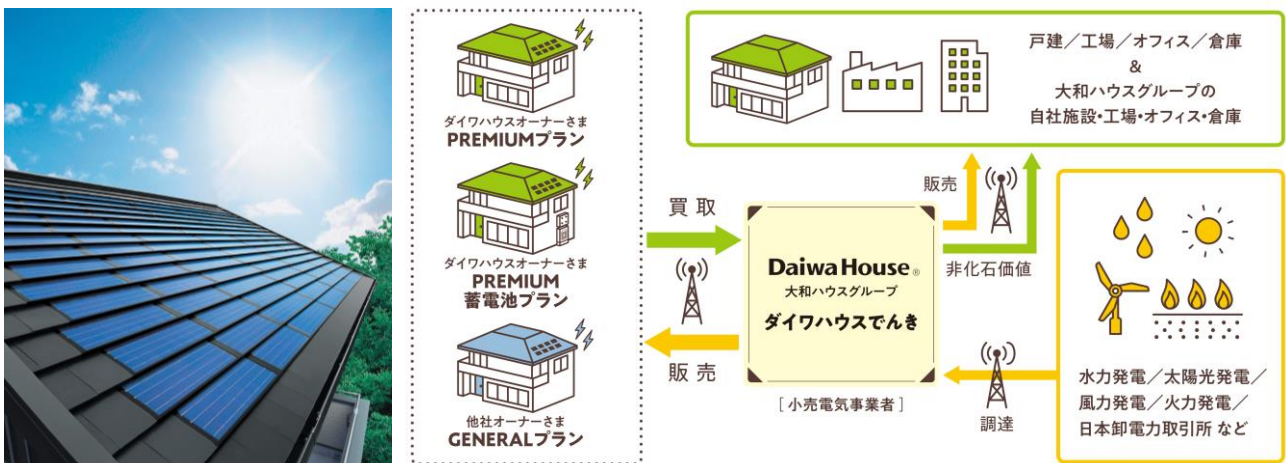 ダイワハウスオーナーさま
PREMIUMプラン
ダイワハウスオーナーさま
PREMIUM
蓄電池プラン
他社オーナーさま
GENERALプラン
買取
販売
DaiwaHouse®
大和ハウスグループ
ダイワハウスでんき
[小売電気事業者]
戸建／工場／オフィス／倉庫
&
大和ハウスグループの
自社施設・工場・オフィス・倉庫
販売
非化石価値
調達
水力発電／太陽光発電／
風力発電／火力発電／
日本卸電力取引所 など